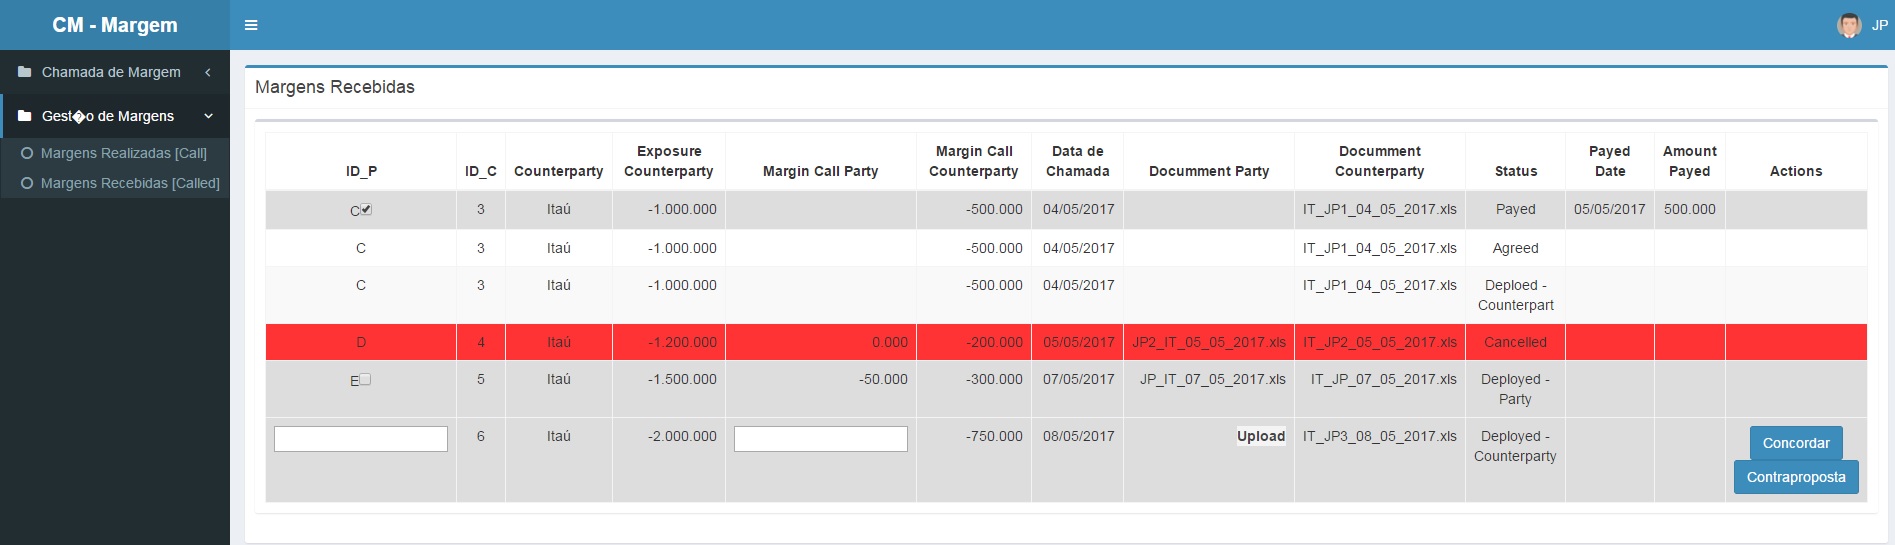 CM - Margem
JP
Chamada de Margem
Gest�o de Margens
Margens Realizadas [Call]
Margens Recebidas [Called]
Margens Recebidas
ID_P ID_C Counterparty Exposure Counterparty Margin Call Party Margin Call Counterparty Data de Chamada Documment Party Documment Counterparty Status Payed Date Amount Payed Actions
C 3 Itaú -1.000.000 -500.000 04/05/2017 IT_JP1_04_05_2017.xls Payed 05/05/2017 500.000
C 3 Itaú -1.000.000 -500.000 04/05/2017 IT_JP1_04_05_2017.xls Agreed
C 3 Itaú -1.000.000 -500.000 04/05/2017 IT_JP1_04_05_2017.xls Deploed - Counterpart
D 4 Itaú -1.200.000 0.000 -200.000 05/05/2017 JP2_IT_05_05_2017.xls IT_JP2_05_05_2017.xls Cancelled
E 5 Itaú -1.500.000 -50.000 -300.000 07/05/2017 JP_IT_07_05_2017.xls IT_JP_07_05_2017.xls Deployed - Party
6 Itaú -2.000.000 -750.000 08/05/2017 Upload IT_JP3_08_05_2017.xls Deployed - Counterparty Concordar
Contraproposta